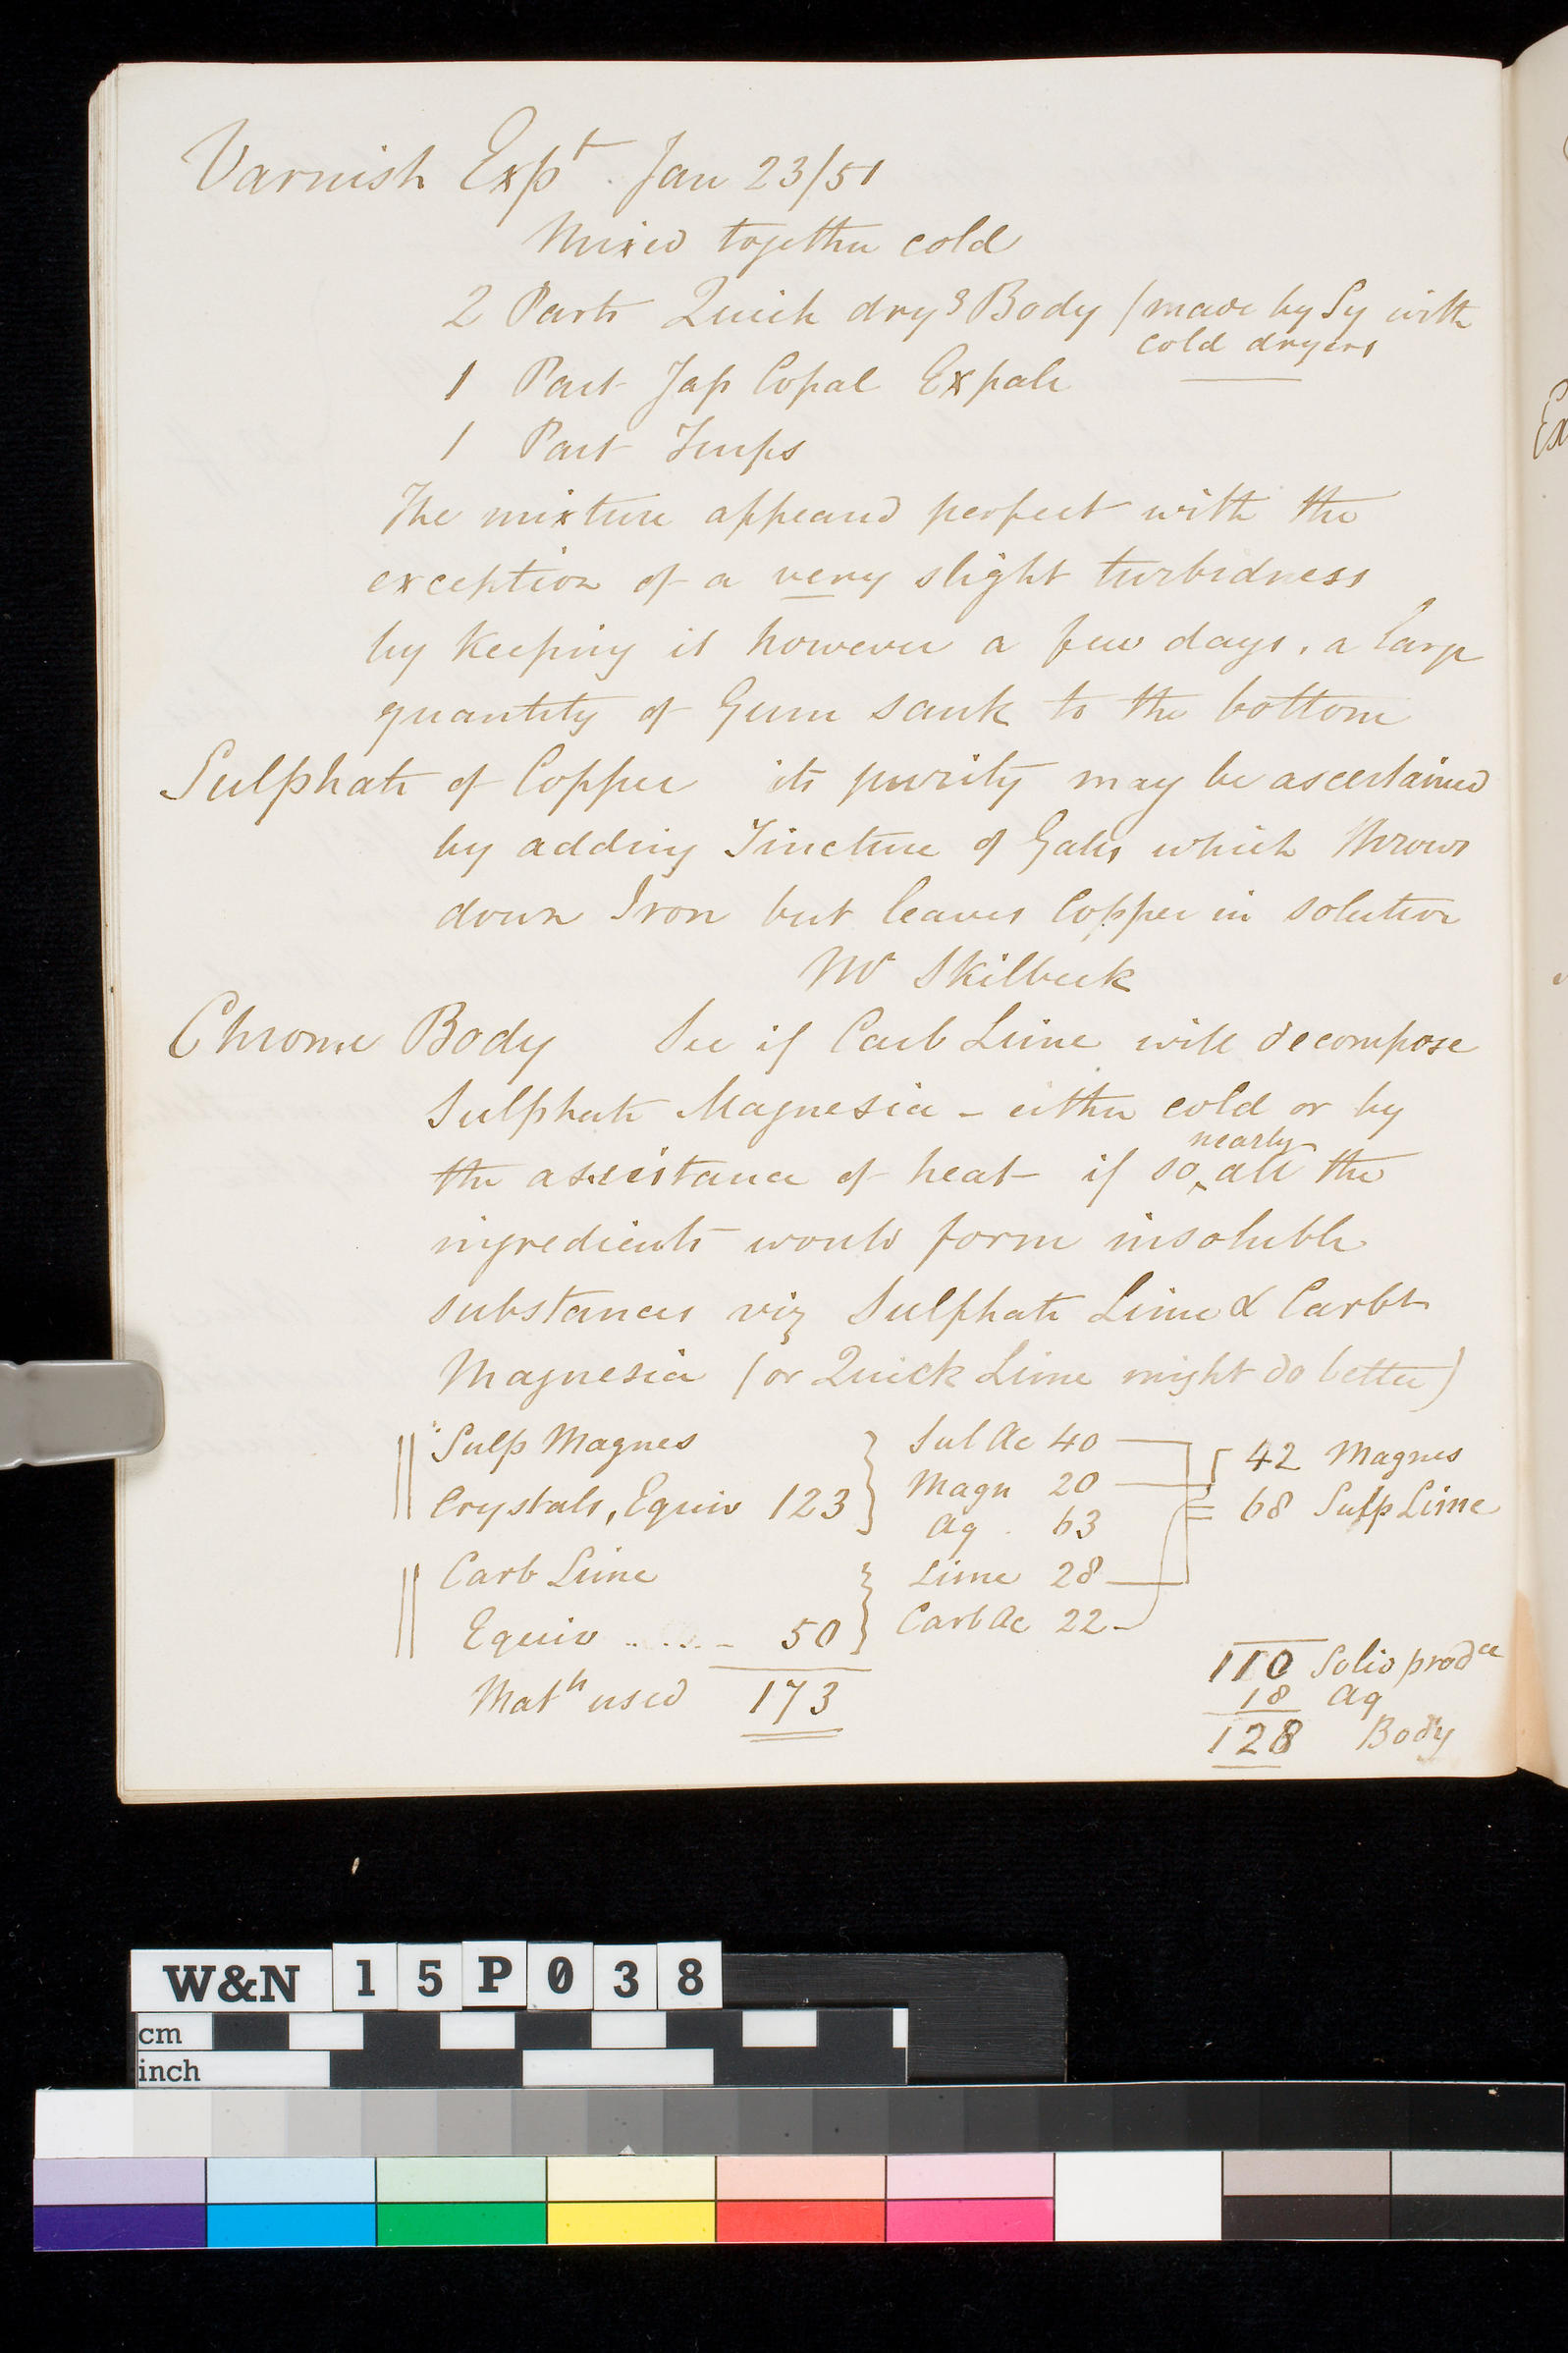 Varnish Expt. Jan 23/51
Mixed together cold
2 Parts Quick dryg Body (made by Sy with
cold dryers
1 Part Jap Copal Expale
1 Part Turps
The mixture appeared perfect with the
exception of a very slight turbidness
by keeping it however a few days, a large
quantity of Gum sank to the bottom
Sulphate of Copper its purity may be ascertained
by adding Tincture of Galls which throws
down Iron but leaves Copper in solution
Mr Skilbeck
Chrome Body See if Carb Lime will decompose
Sulphate Magnesia - either cold or by
the assistance of heat if so nearly all the
ingredients would form insoluble
substances viz Sulphate Lime & Carbte
Magnesia (or Quick Lime might do better)
Sulp Magnes } Sul Ac 40 42 Magnes
Crystals, Equiv 123 } Magn 20 68 Sulp Lime
Aq . 63
Carb Lime } Lime 28
Equiv ..... 50 } Carb Ac 22
110 Solid prodce
Matls used 173 18 Aq
128 Body
W&N 15P038
cm
inch